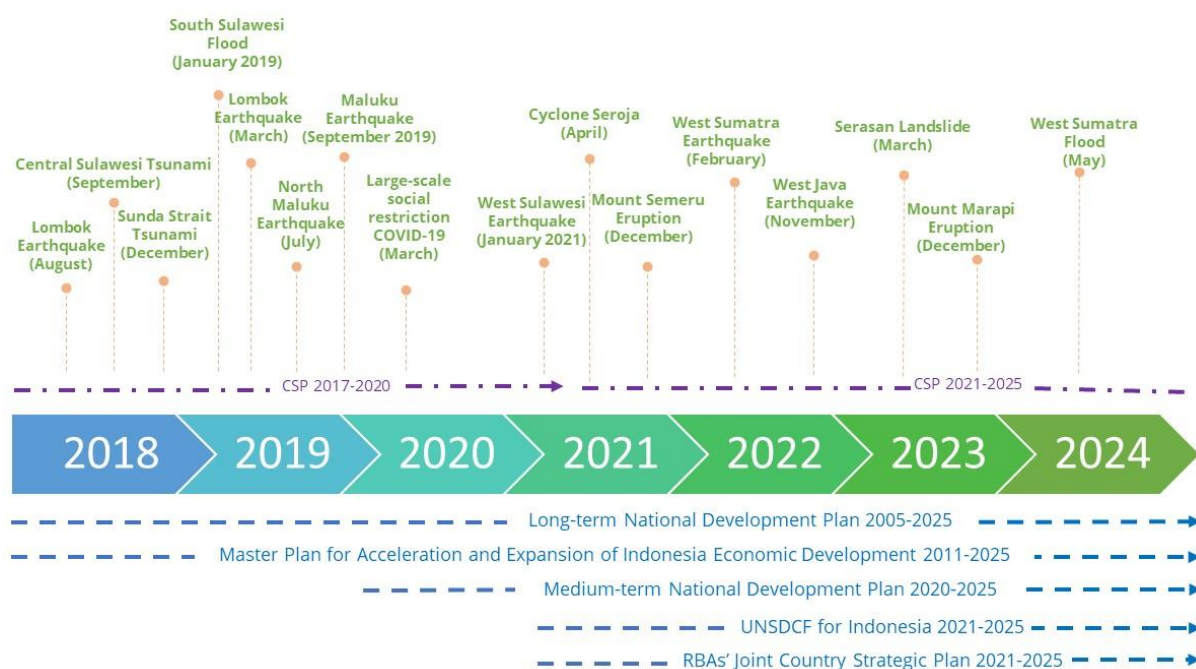 South Sulawesi
Flood
(January 2019)
Lombok
Earthquake
(March)
Maluku
Earthquake
(September 2019)
Cyclone Seroja
(April)
West Sumatra
Earthquake
(February)
Serasan Landslide
(March)
West Sumatra
Flood
(May)
Central Sulawesi Tsunami
(September)
Lombok
Earthquake
(August)
Sunda Strait
Tsunami
(December)
North
Maluku
Earthquake
(July)
Large-scale
social
restriction
COVID-19
(March)
West Sulawesi
Earthquake
(January 2021)
Mount Semeru
Eruption
(December)
West Java
Earthquake
(November)
Mount Marapi
Eruption
(December)
CSP 2017-2020
CSP 2021-2025
2018
2019
2020
2021
2022
2023
2024
Long-term National Development Plan 2005-2025
Master Plan for Acceleration and Expansion of Indonesia Economic Development 2011-2025
Medium-term National Development Plan 2020-2025
UNSDCF for Indonesia 2021-2025
RBAs' Joint Country Strategic Plan 2021-2025